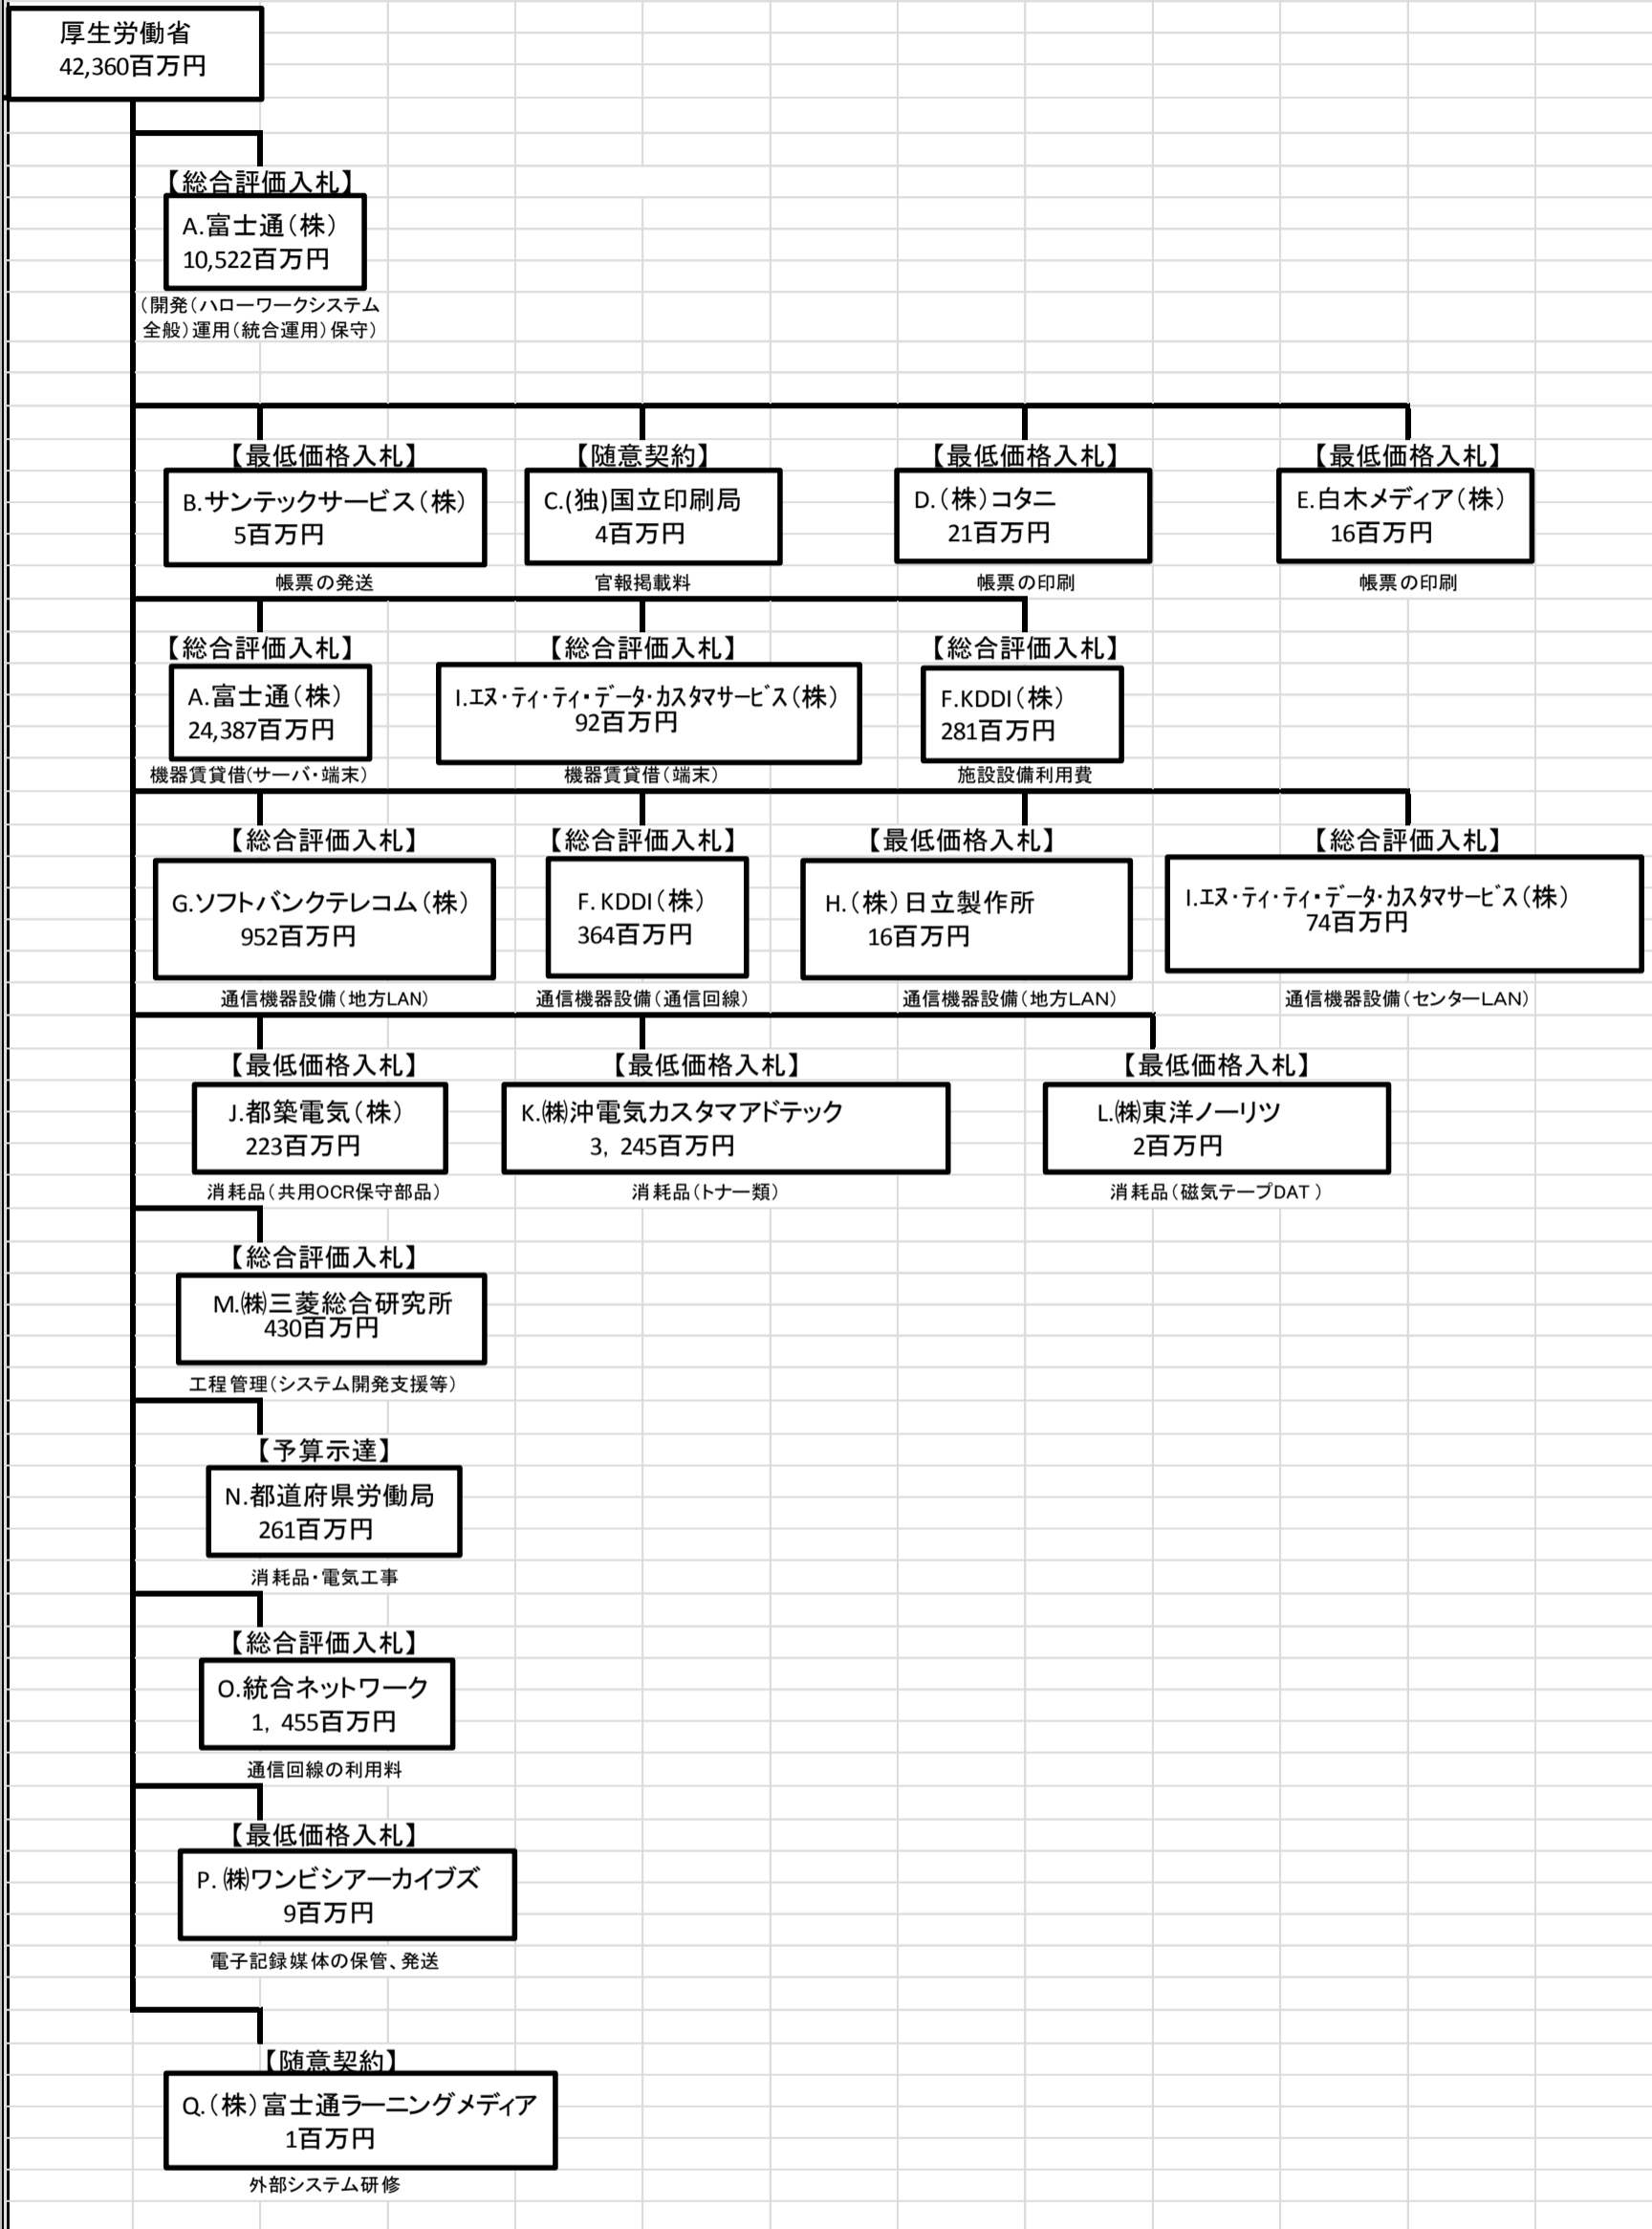 厚生労働省
42,360百万円
【総合評価入札】
A.富士通（株）
10,522百万円
（開発（ハローワークシステム
全般）運用（統合運用）保守）
【最低価格入札】
B.サンテックサービス（株）
5百万円
帳票の発送
【随意契約】
C.(独)国立印刷局
4百万円
官報掲載料
【最低価格入札】
D.（株）コタニ
21百万円
帳票の印刷
【最低価格入札】
E.白木メディア（株）
16百万円
帳票の印刷
【総合評価入札】
A.富士通（株）
24,387百万円
機器賃貸借(サーバ・端末）
【総合評価入札】
I.ｴﾇ・ティ・ティ・ﾃﾞｰﾀ・ｶｽﾀﾏｻｰﾋﾞｽ（株）
92百万円
機器賃貸借（端末）
【総合評価入札】
F.KDDI（株）
281百万円
施設設備利用費
【総合評価入札】
G.ソフトバンクテレコム（株）
952百万円
通信機器設備（地方LAN）
【総合評価入札】
F. KDDI（株）
364百万円
通信機器設備（通信回線）
【最低価格入札】
H.（株）日立製作所
16百万円
通信機器設備（地方LAN）
【総合評価入札】
I.ｴﾇ・ティ・ティ・ﾃﾞｰﾀ・ｶｽﾀﾏｻｰﾋﾞｽ（株）
74百万円
通信機器設備（センターLAN）
【最低価格入札】
J.都築電気（株）
223百万円
消耗品（共用OCR保守部品）
【最低価格入札】
K.㈱沖電気カスタマアドテック
3，245百万円
消耗品（トナー類）
【最低価格入札】
L.㈱東洋ノーリツ
2百万円
消耗品（磁気テープDAT ）
【総合評価入札】
M.㈱三菱総合研究所
430百万円
工程管理（システム開発支援等）
【予算示達】
N.都道府県労働局
261百万円
消耗品・電気工事
【総合評価入札】
O.統合ネットワーク
1，455百万円
通信回線の利用料
【最低価格入札】
P. ㈱ワンビシアーカイブズ
9百万円
電子記録媒体の保管、発送
【随意契約】
Q.（株）富士通ラーニングメディア
1百万円
外部システム研修